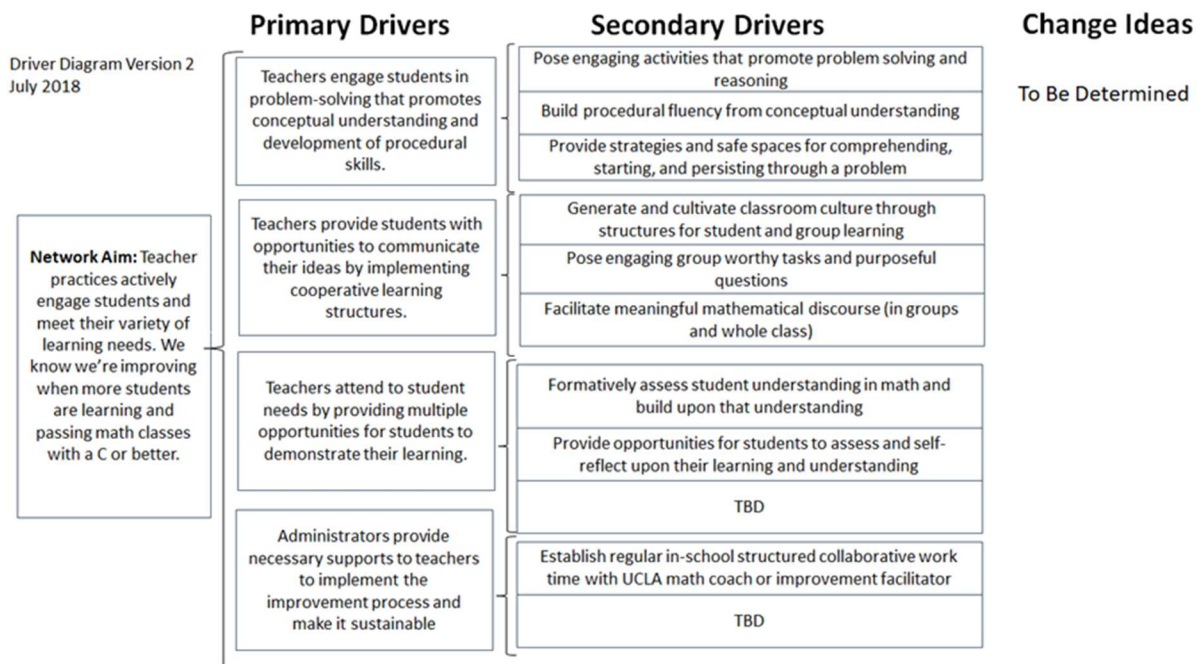 Primary Drivers
Secondary Drivers
Change Ideas
Driver Diagram Version 2
July 2018
To Be Determined
Network Aim: Teacher
practices actively
engage students and
meet their variety of
learning needs. We
know we're improving
when more students
are learning and
passing math classes
with a C or better.
Teachers engage students in
problem-solving that promotes
conceptual understanding and
development of procedural
skills.
Pose engaging activities that promote problem solving and
reasoning
Build procedural fluency from conceptual understanding
Provide strategies and safe spaces for comprehending,
starting, and persisting through a problem
Teachers provide students with
opportunities to communicate
their ideas by implementing
cooperative learning
structures.
Generate and cultivate classroom culture through
structures for student and group learning
Pose engaging group worthy tasks and purposeful
questions
Facilitate meaningful mathematical discourse (in groups
and whole class)
Teachers attend to student
needs by providing multiple
opportunities for students to
demonstrate their learning.
Formatively assess student understanding in math and
build upon that understanding
Provide opportunities for students to assess and self-
reflect upon their learning and understanding
TBD
Administrators provide
necessary supports to teachers
to implement the
improvement process and
make it sustainable
Establish regular in-school structured collaborative work
time with UCLA math coach or improvement facilitator
TBD